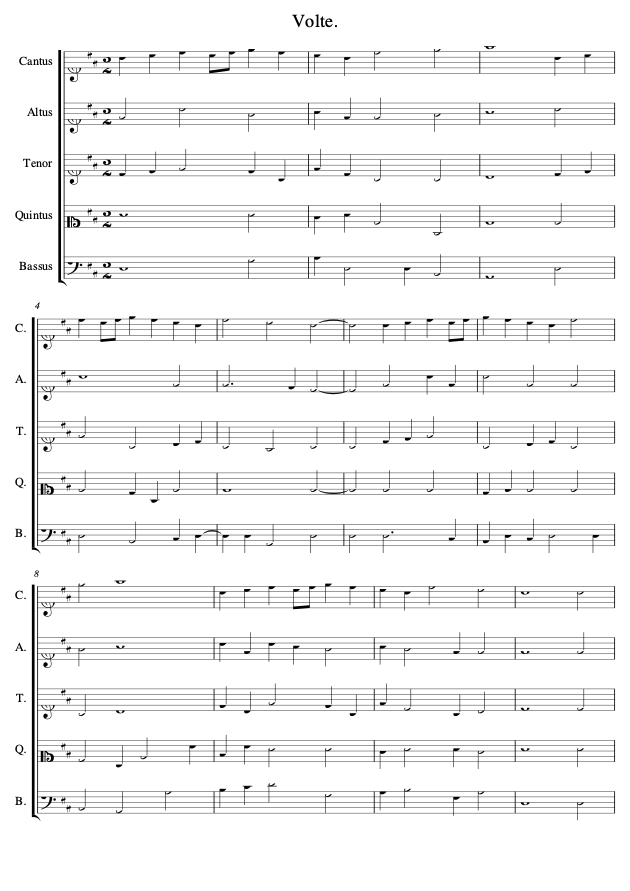 Volte.
Cantus
Altus
Tenor
Quintus
Bassus
4
C.
A.
T.
Q.
B.
8
C.
A.
T.
Q.
B.